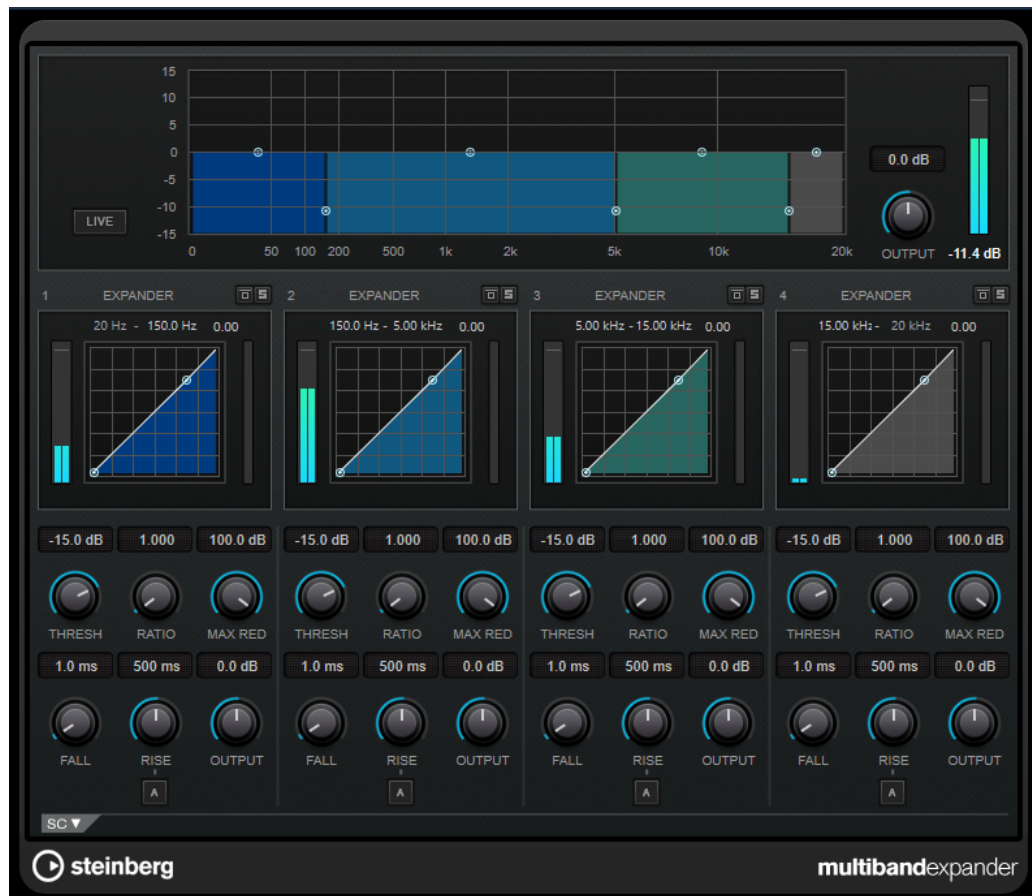 15
10
5
0
-5
-10
-15
LIVE
0 50 100 200 500 1k 2k 5k 10k 20k
0.0 dB
OUTPUT -11.4 dB
1 EXPANDER S 2 EXPANDER S 3 EXPANDER S 4 EXPANDER S
20 Hz - 150.0 Hz 0.00 150.0 Hz - 5.00 kHz 0.00 5.00 kHz - 15.00 kHz 0.00 15.00 kHz - 20 kHz 0.00
-15.0 dB 1.000 100.0 dB -15.0 dB 1.000 100.0 dB -15.0 dB 1.000 100.0 dB -15.0 dB 1.000 100.0 dB
THRESH RATIO MAX RED THRESH RATIO MAX RED THRESH RATIO MAX RED THRESH RATIO MAX RED
1.0 ms 500 ms 0.0 dB 1.0 ms 500 ms 0.0 dB 1.0 ms 500 ms 0.0 dB 1.0 ms 500 ms 0.0 dB
FALL RISE OUTPUT FALL RISE OUTPUT FALL RISE OUTPUT FALL RISE OUTPUT
A A A A
SC ▼
steinberg multibandexpander